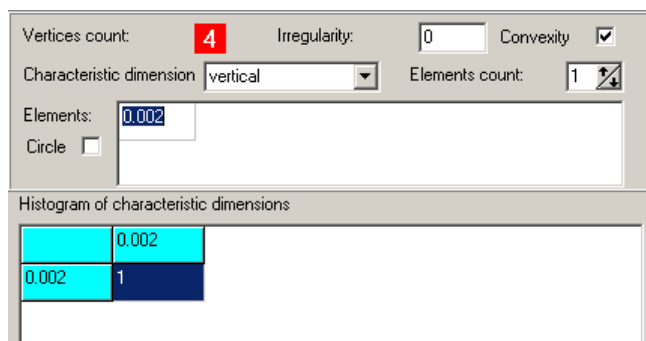 Vertices count: 4 Irregularity: 0 Convexity
Characteristic dimension vertical Elements count: 1
Elements: 0.002
Circle
Histogram of characteristic dimensions
0.002
0.002 1